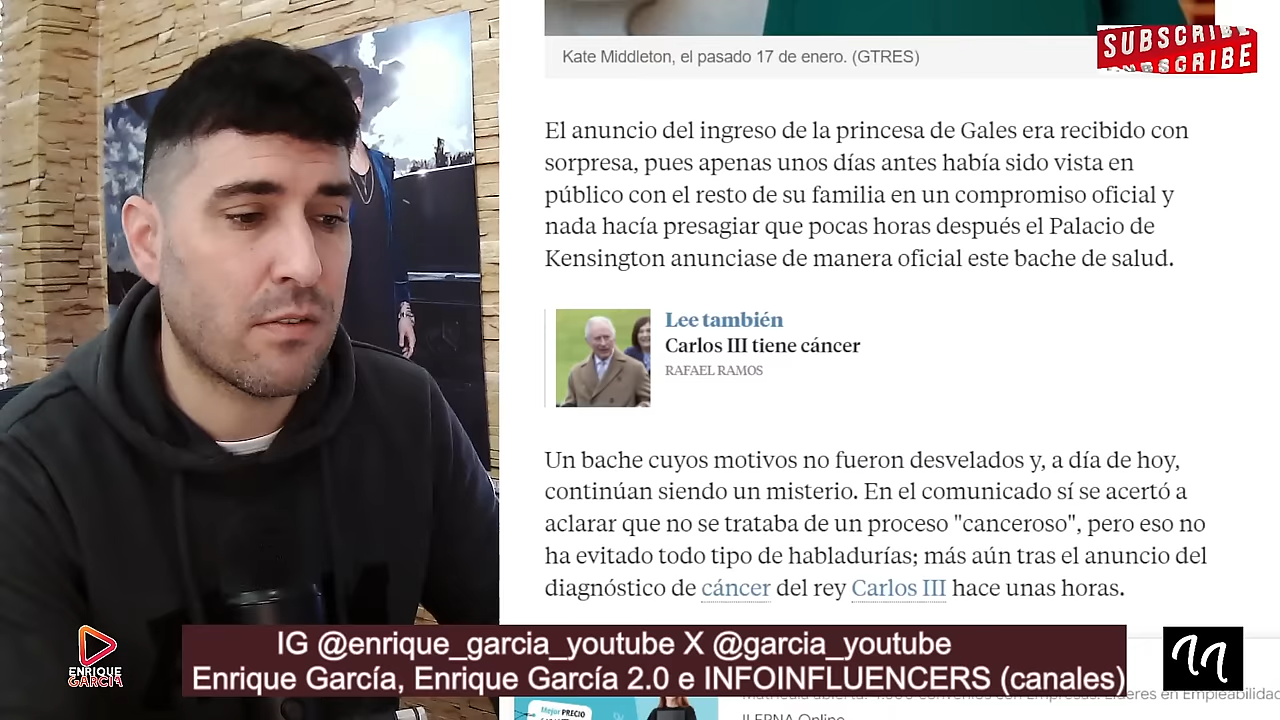 Kate Middleton, el pasado 17 de enero. (GTRES)
SUBSCRIBE
SUBSCRIBE
El anuncio del ingreso de la princesa de Gales era recibido con
sorpresa, pues apenas unos días antes había sido vista en
público con el resto de su familia en un compromiso oficial y
nada hacía presagiar que pocas horas después el Palacio de
Kensington anunciase de manera oficial este bache de salud.
Lee también
Carlos III tiene cáncer
RAFAEL RAMOS
Un bache cuyos motivos no fueron desvelados y, a día de hoy,
continúan siendo un misterio. En el comunicado sí se acertó a
aclarar que no se trataba de un proceso "canceroso", pero eso no
ha evitado todo tipo de habladurías; más aún tras el anuncio del
diagnóstico de cáncer del rey Carlos III hace unas horas.
IG @enrique_garcia_youtube X @garcia_youtube
Enrique García, Enrique García 2.0 e INFOINFLUENCERS (canales)
ENRIQUE
GARCIA
en Empleabilidad
Mejor PRECIO
ILERNA Online